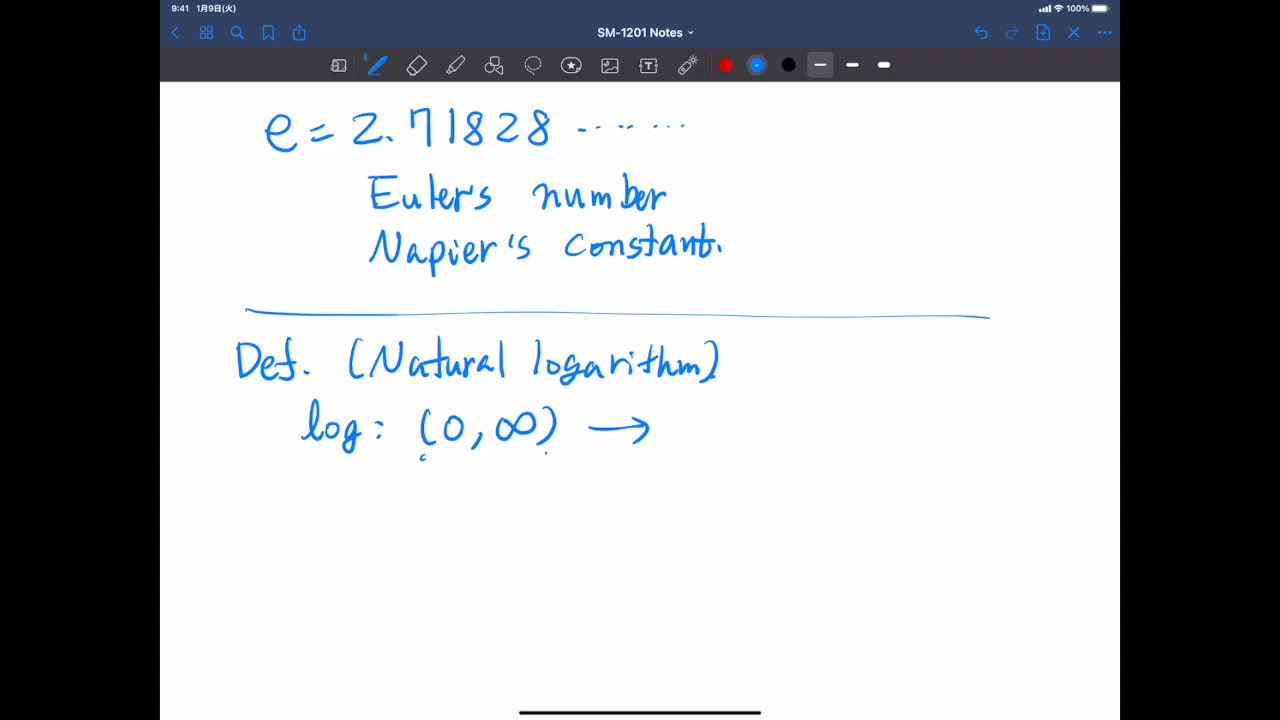 9:41 1月9日(火) 100%
SM-1201 Notes
e = 2.71828 ........
Euler's number
Napier's constant.
Def. (Natural logarithm)
log: (0, ∞) →